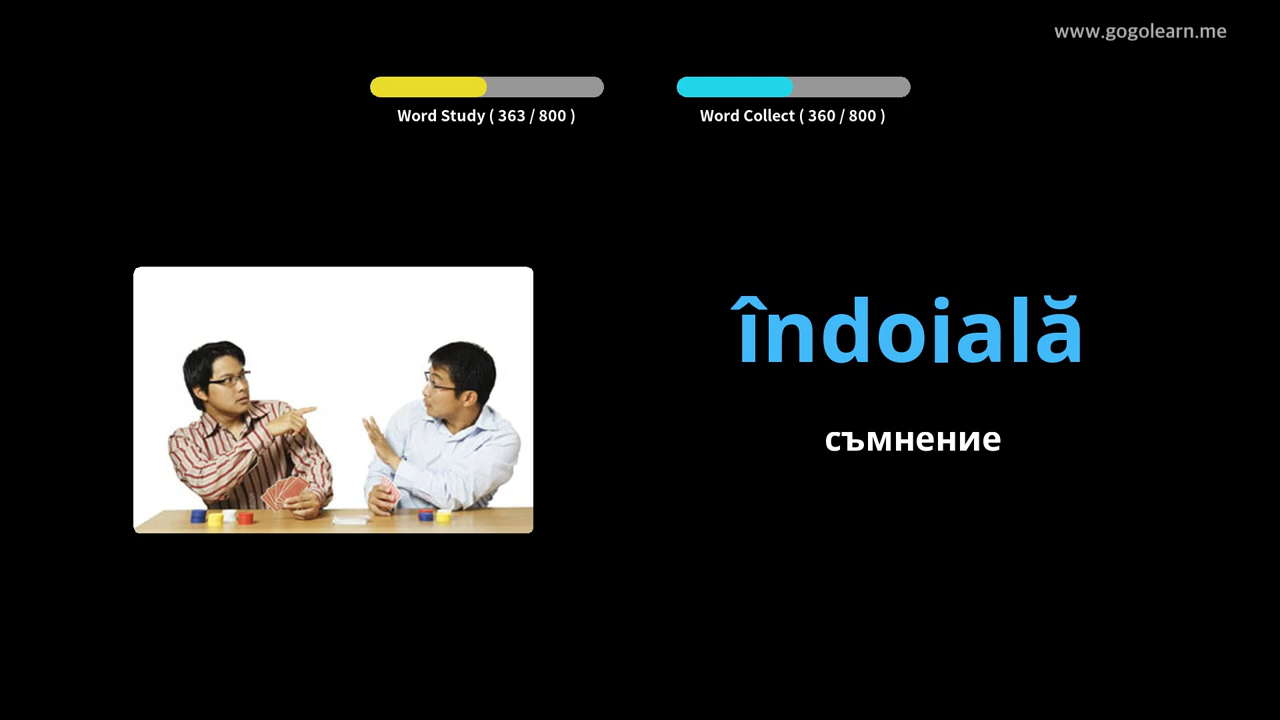 www.gogolearn.me
Word Study ( 363 / 800 )
Word Collect ( 360 / 800 )
îndoială
съмнение